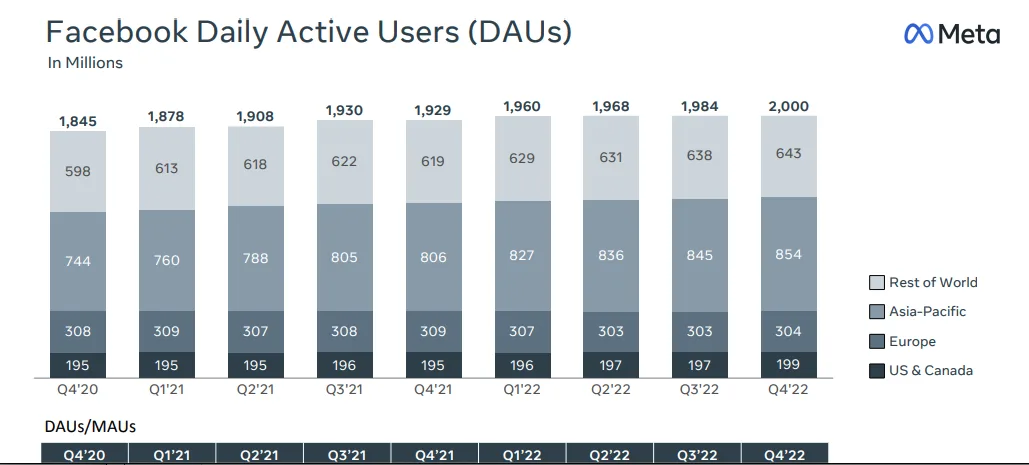 Facebook Daily Active Users (DAUs)
Meta
In Millions
1,845 1,878 1,908 1,930 1,929 1,960 1,968 1,984 2,000
598 613 618 622 619 629 631 638 643
744 760 788 805 806 827 836 845 854
308 309 307 308 309 307 303 303 304
195 195 195 196 195 196 197 197 199
Q4'20 Q1'21 Q2'21 Q3'21 Q4'21 Q1'22 Q2'22 Q3'22 Q4'22
Rest of World
Asia-Pacific
Europe
US & Canada
DAUs/MAUs
Q4'20 Q1'21 Q2'21 Q3'21 Q4'21 Q1'22 Q2'22 Q3'22 Q4'22